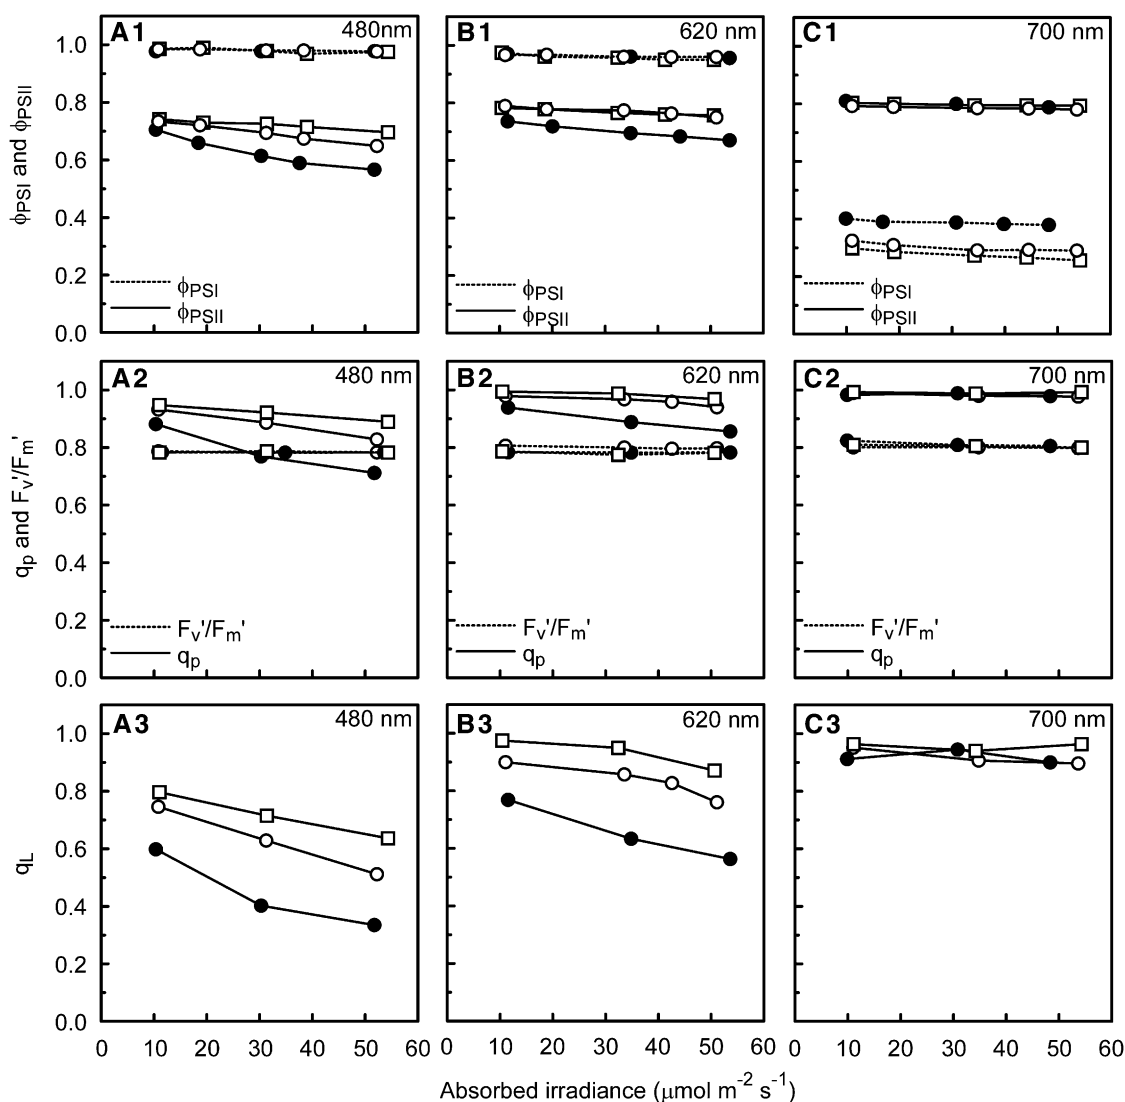 A1 480nm
B1 620 nm
C1 700 nm
ϕPSI and ϕPSII
1.0
0.8
0.6
0.4
0.2
0.0
ϕPSI
ϕPSII
ϕPSI
ϕPSII
ϕPSI
ϕPSII
A2 480 nm
B2 620 nm
C2 700 nm
qp and Fv'/Fm'
1.0
0.8
0.6
0.4
0.2
0.0
Fv'/Fm'
qp
Fv'/Fm'
qp
Fv'/Fm'
qp
A3 480 nm
B3 620 nm
C3 700 nm
qL
1.0
0.8
0.6
0.4
0.2
0.0
0 10 20 30 40 50 60
0 10 20 30 40 50 60
0 10 20 30 40 50 60
Absorbed irradiance (μmol m⁻² s⁻¹)